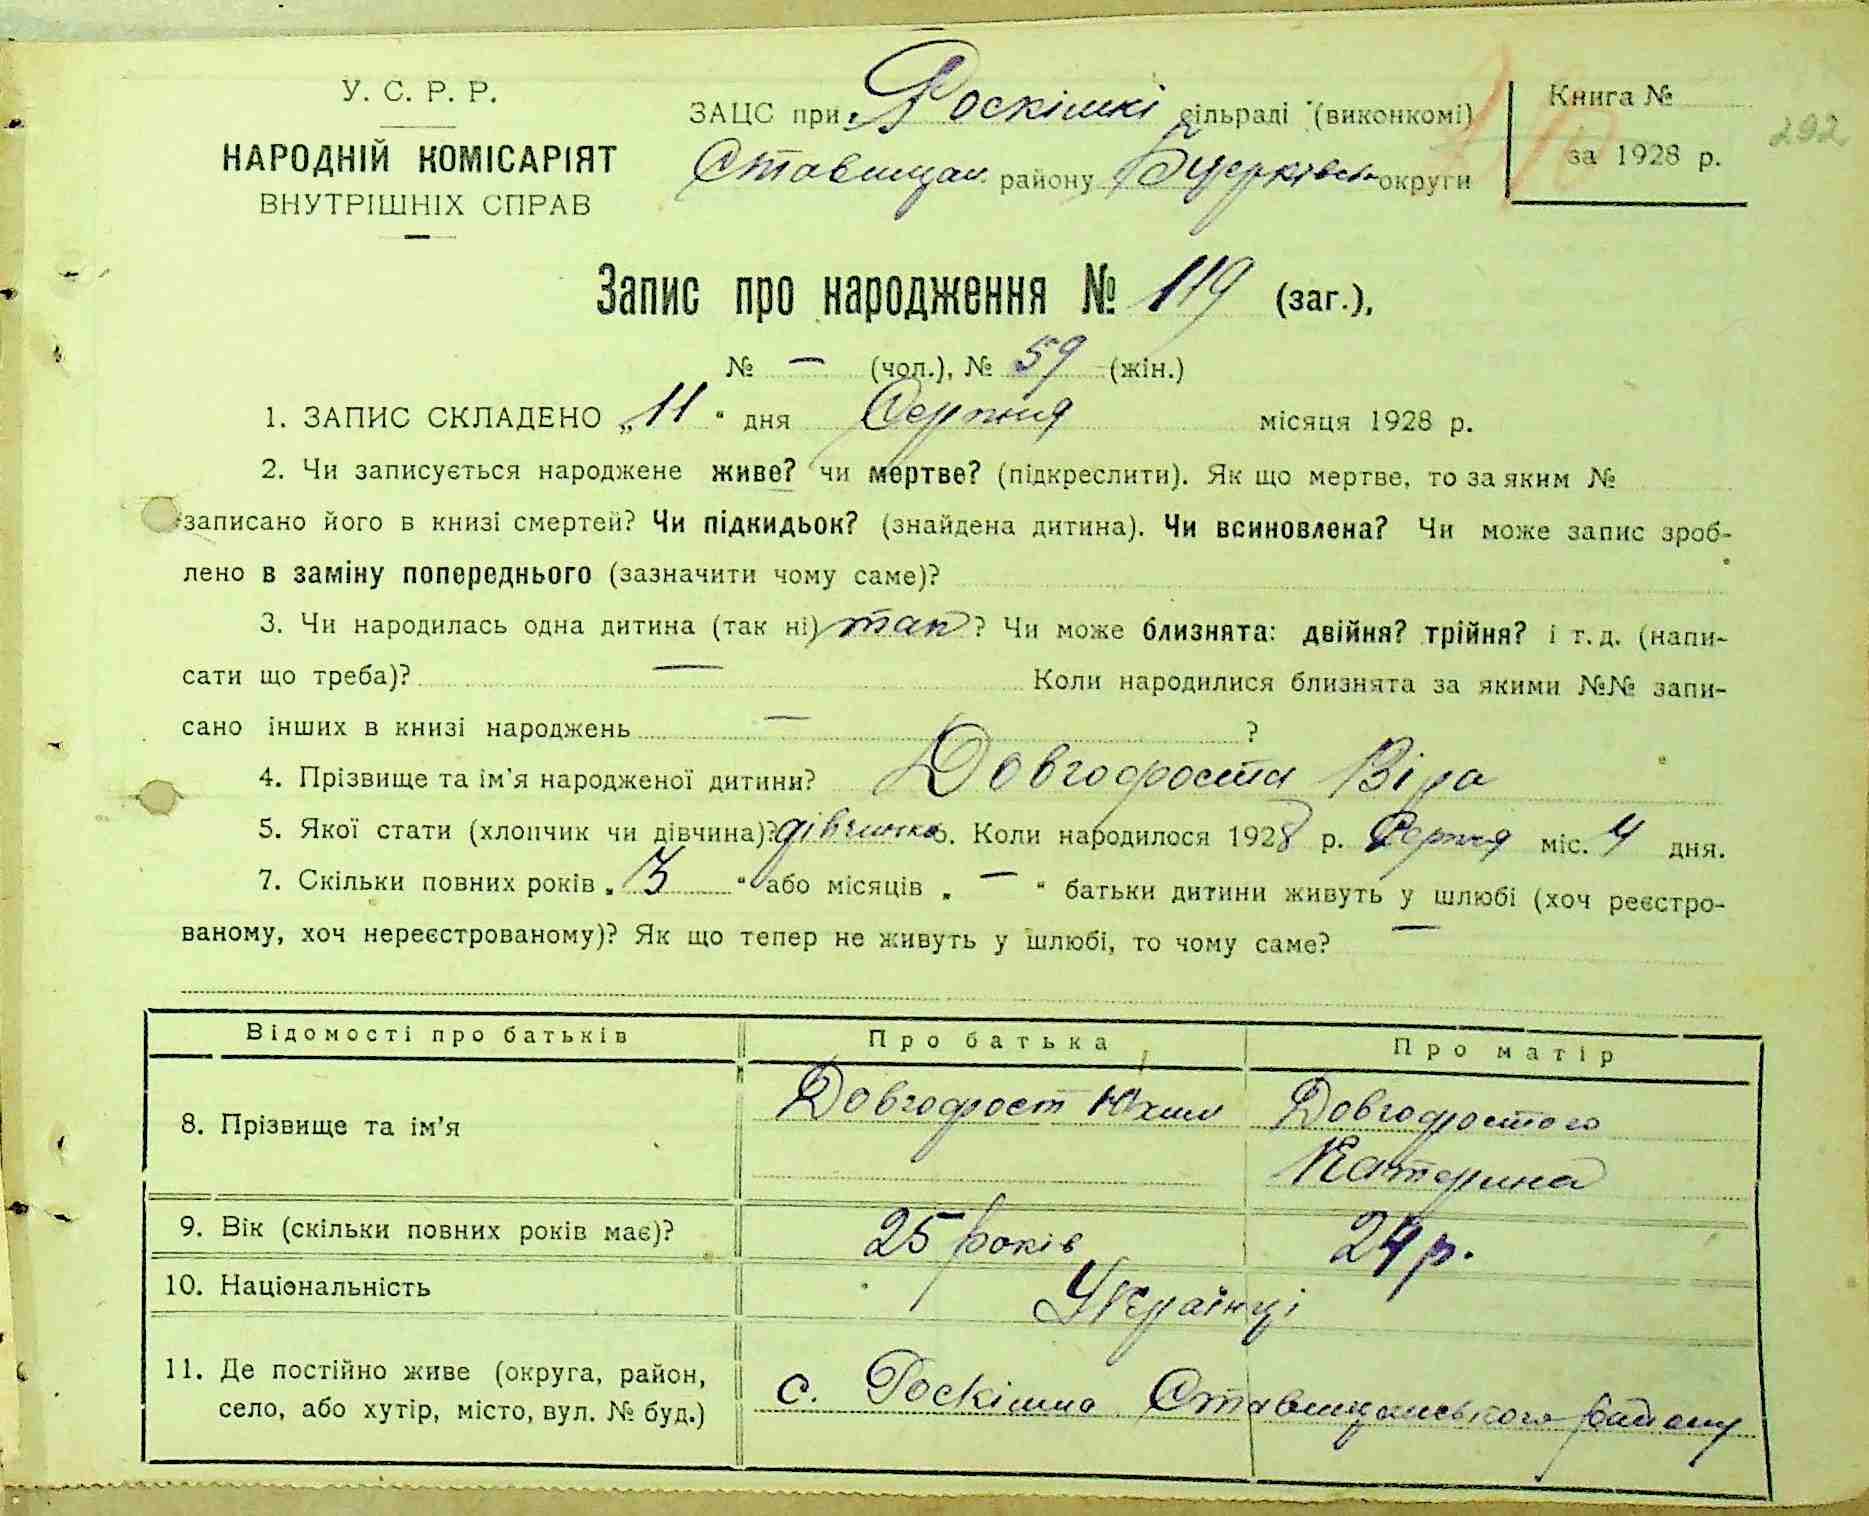 У. С. Р. Р.
НАРОДНІЙ КОМІСАРІЯТ
ВНУТРІШНІХ СПРАВ
ЗАЦС при Роскішкі сільраді (виконкомі)
Ставищан. району Б/церківсь округи
Книга №
за 1928 р.
292
Запис про народження № 119 (заг.),
№ — (чол.), № 59 (жін.)
1. ЗАПИС СКЛАДЕНО „11“ дня Серпня місяця 1928 р.
2. Чи записується народжене живе? чи мертве? (підкреслити). Як що мертве, то за яким №
записано його в книзі смертей? Чи підкидьок? (знайдена дитина). Чи всиновлена? Чи може запис зроб-
лено в заміну попереднього (зазначити чому саме)?
3. Чи народилась одна дитина (так ні) так? Чи може близнята: двійня? трійня? і т. д. (напи-
сати що треба)? — Коли народилися близнята за якими №№ запи-
сано інших в книзі народжень — ?
4. Прізвище та ім'я народженої дитини? Довгофоста Віра
5. Якої стати (хлопчик чи дівчина)? дівчинка 6. Коли народилося 1928 р. Серпня міс. 4 дня.
7. Скільки повних років „3“ або місяців „—“ батьки дитини живуть у шлюбі (хоч реєстро-
ваному, хоч нереєстрованому)? Як що тепер не живуть у шлюбі, то чому саме? —
Відомості про батьків Про батька Про матір
8. Прізвище та ім'я Довгофост Юхим Довгофостого
Катерина
9. Вік (скільки повних років має)? 25 років 24 р.
10. Національність Українці
11. Де постійно живе (округа, район,
село, або хутір, місто, вул. № буд.)
с. Роскішна Ставищанського району